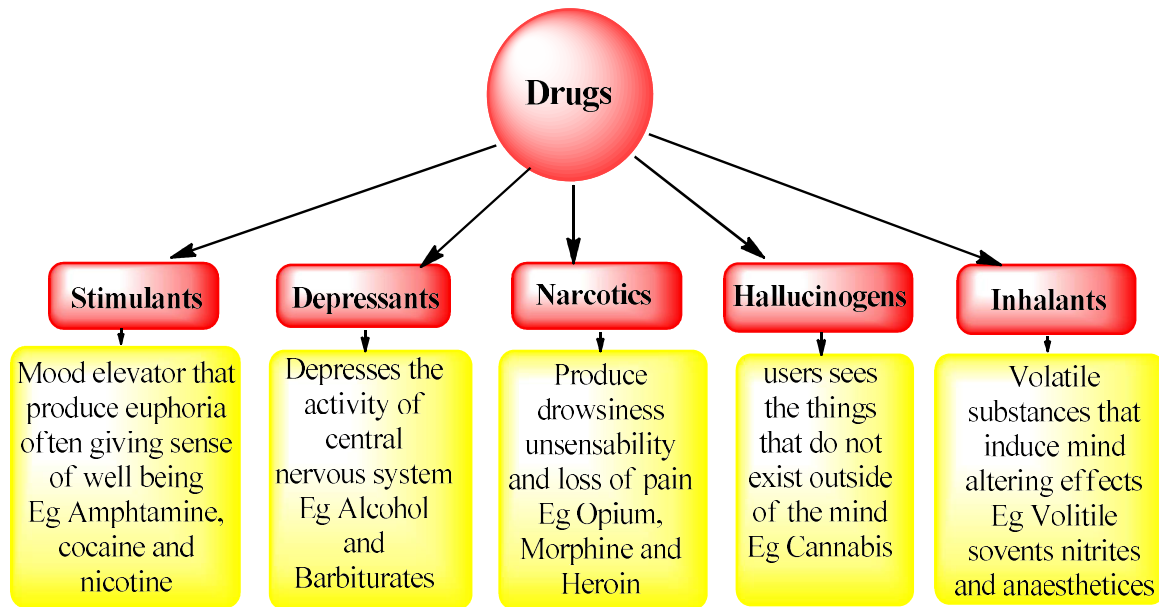 Drugs
Stimulants
Mood elevator that
produce euphoria
often giving sense
of well being
Eg Amphtamine,
cocaine and
nicotine
Depressants
Depresses the
activity of
central
nervous system
Eg Alcohol
and
Barbiturates
Narcotics
Produce
drowsiness
unsensability
and loss of pain
Eg Opium,
Morphine and
Heroin
Hallucinogens
users sees
the things
that do not
exist outside
of the mind
Eg Cannabis
Inhalants
Volatile
substances that
induce mind
altering effects
Eg Volitile
sovents nitrites
and anaesthetices